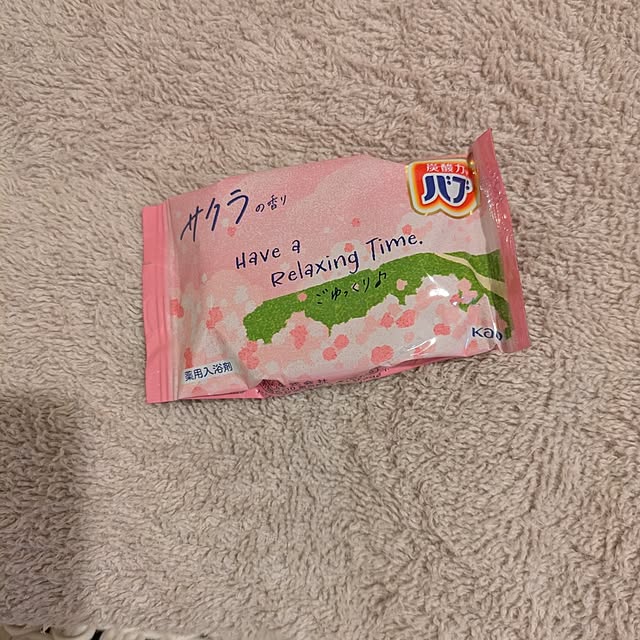 炭酸力の
バブ
サクラの香り
Have a
Relaxing Time.
ごゆっくり♪
Kao
薬用入浴剤